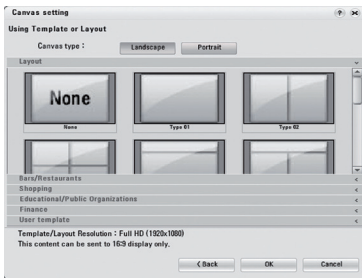 Canvas setting
Using Template or Layout
Canvas type : Landscape Portrait
Layout
None
None Type 01 Type 02
Bars/Restaurants
Shopping
Educational/Public Organizations
Finance
User template
Template/Layout Resolution : Full HD (1920x1080)
This content can be sent to 16:9 display only.
< Back OK Cancel